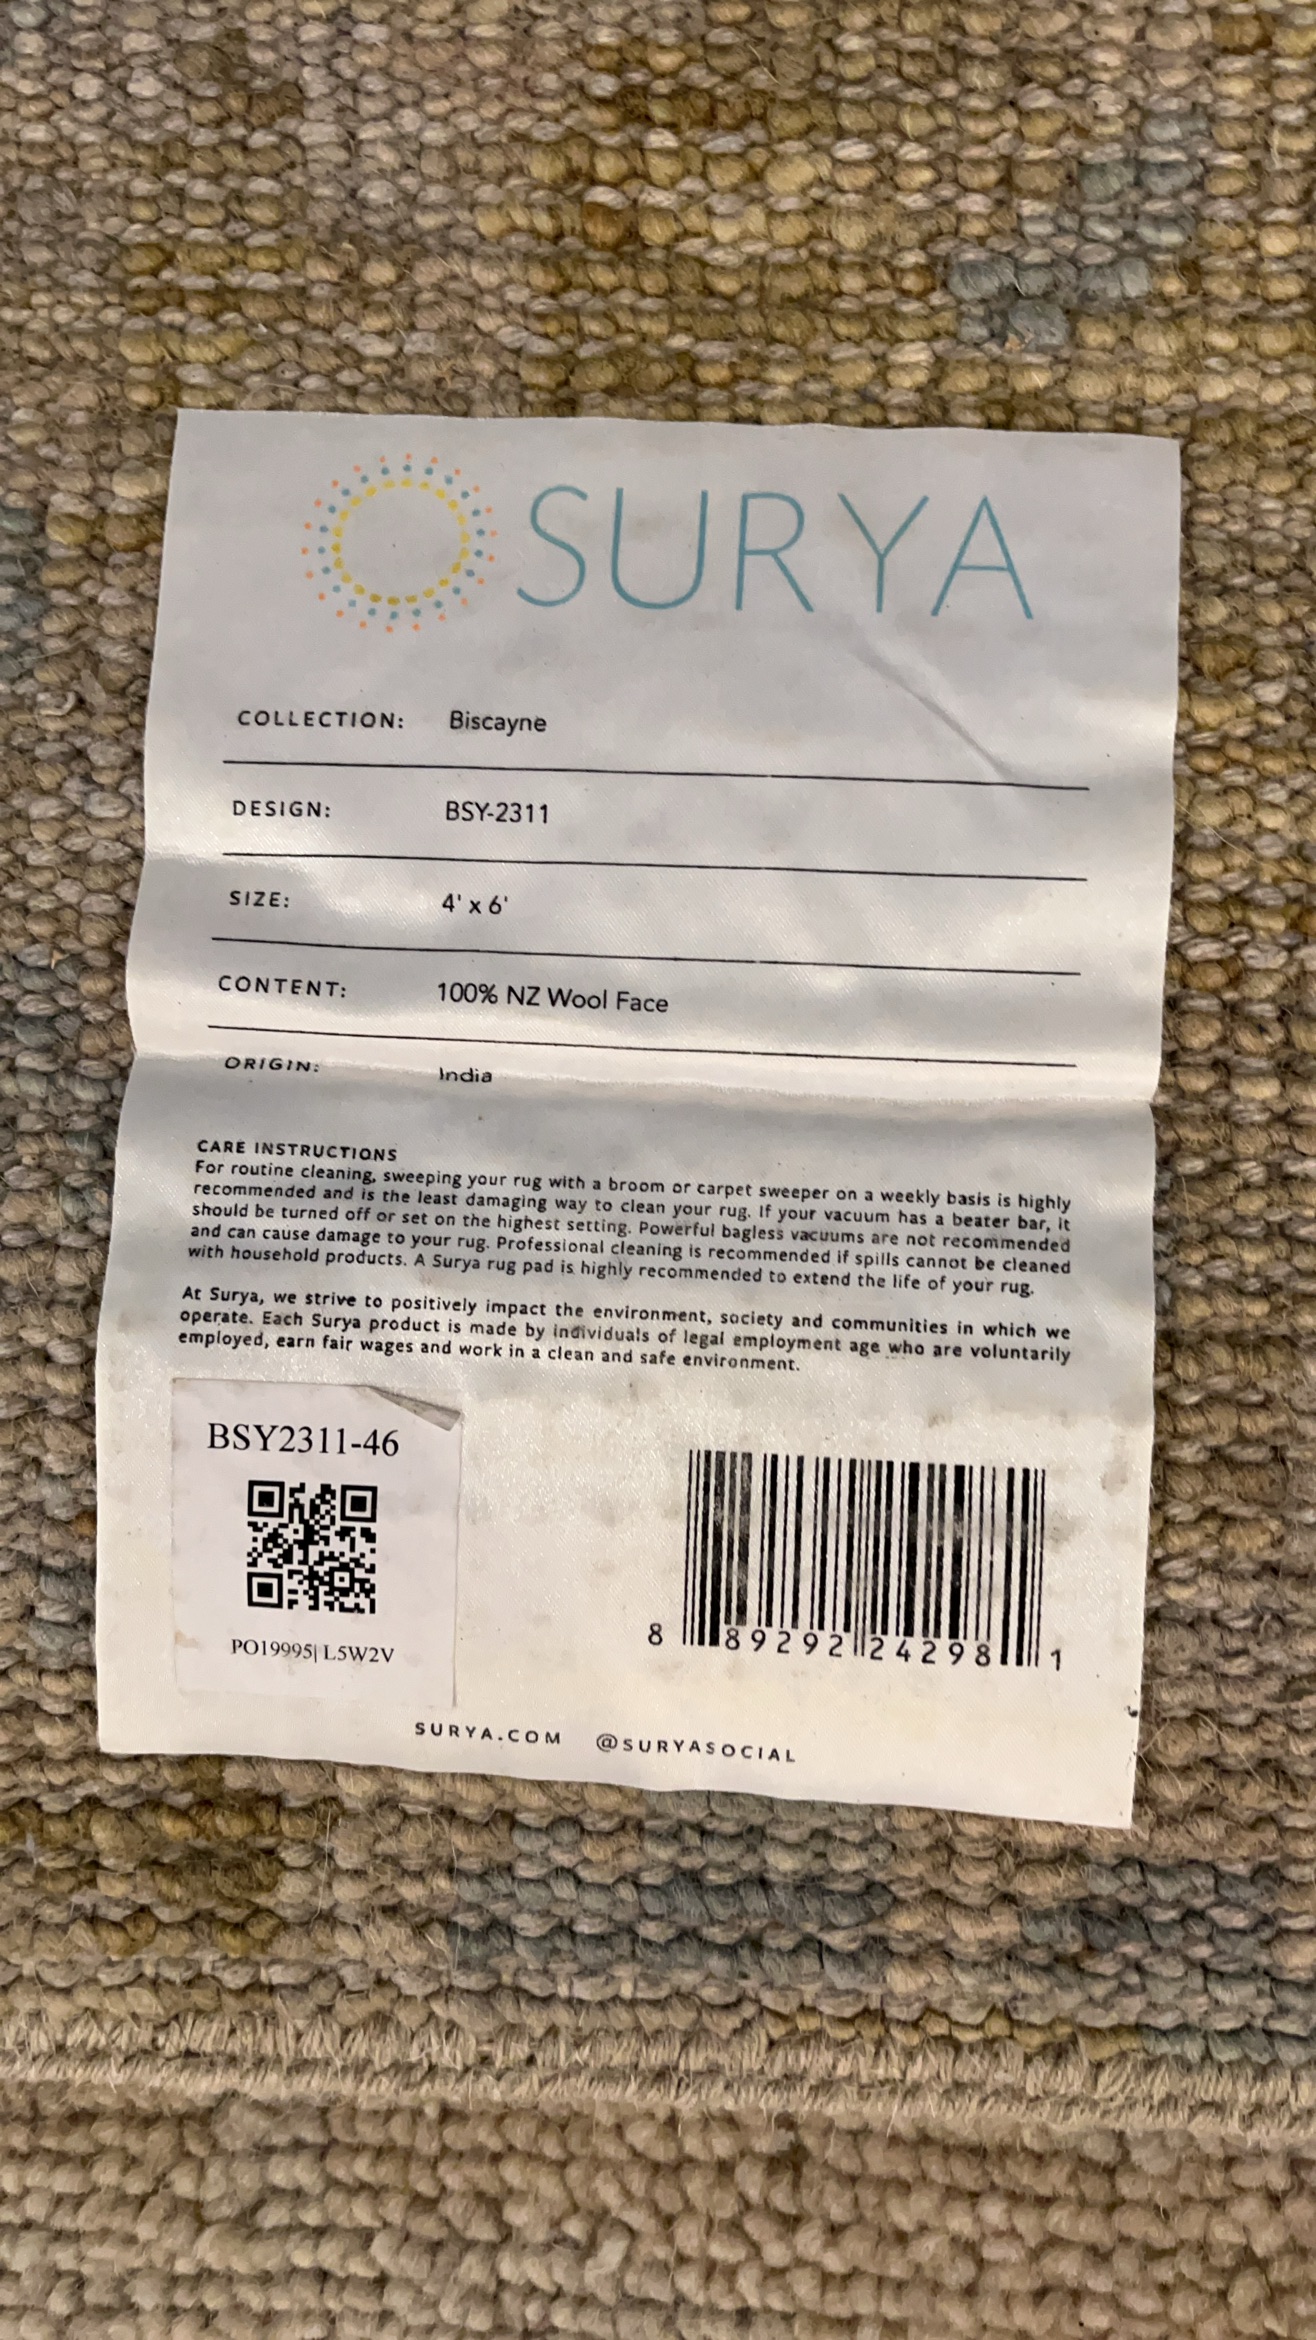 SURYA
COLLECTION: Biscayne
DESIGN: BSY-2311
SIZE: 4' x 6'
CONTENT: 100% NZ Wool Face
ORIGIN: India
CARE INSTRUCTIONS
For routine cleaning, sweeping your rug with a broom or carpet sweeper on a weekly basis is highly
recommended and is the least damaging way to clean your rug. If your vacuum has a beater bar, it
should be turned off or set on the highest setting. Powerful bagless vacuums are not recommended
and can cause damage to your rug. Professional cleaning is recommended if spills cannot be cleaned
with household products. A Surya rug pad is highly recommended to extend the life of your rug.
At Surya, we strive to positively impact the environment, society and communities in which we
operate. Each Surya product is made by individuals of legal employment age who are voluntarily
employed, earn fair wages and work in a clean and safe environment.
BSY2311-46
PO19995| L5W2V
8 89292 24298 1
SURYA.COM @SURYASOCIAL